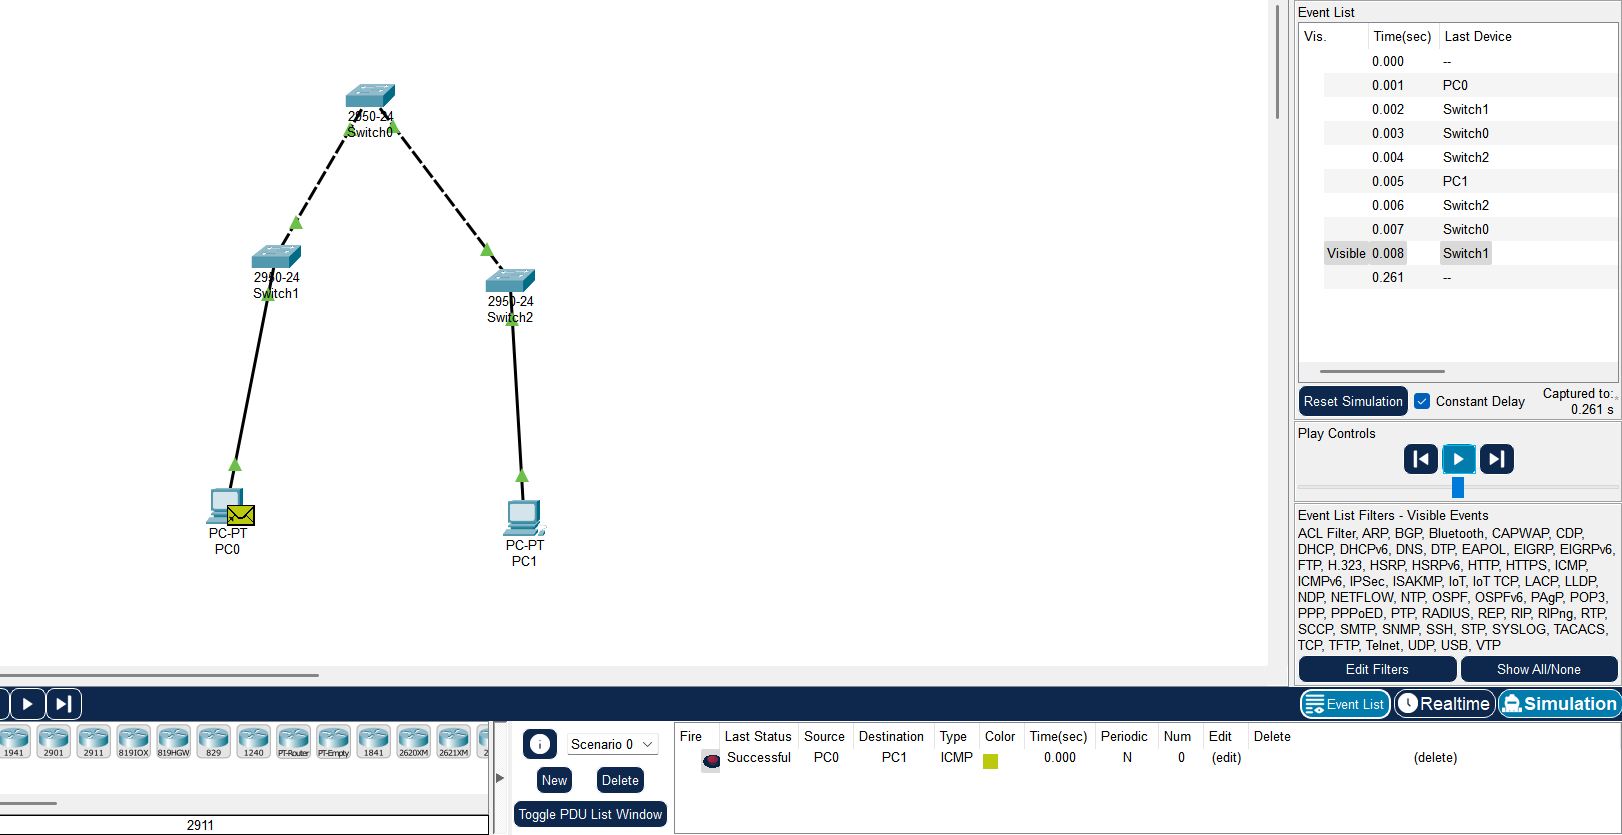 2950-24
Switch0
2950-24
Switch1
2950-24
Switch2
PC-PT
PC0
PC-PT
PC1
Event List
Vis. Time(sec) Last Device
0.000 --
0.001 PC0
0.002 Switch1
0.003 Switch0
0.004 Switch2
0.005 PC1
0.006 Switch2
0.007 Switch0
Visible 0.008 Switch1
0.261 --
Reset Simulation Constant Delay Captured to:
0.261 s
Play Controls
Event List Filters - Visible Events
ACL Filter, ARP, BGP, Bluetooth, CAPWAP, CDP,
DHCP, DHCPv6, DNS, DTP, EAPOL, EIGRP, EIGRPv6,
FTP, H.323, HSRP, HSRPv6, HTTP, HTTPS, ICMP,
ICMPv6, IPSec, ISAKMP, IoT, IoT TCP, LACP, LLDP,
NDP, NETFLOW, NTP, OSPF, OSPFv6, PAgP, POP3,
PPP, PPPoED, PTP, RADIUS, REP, RIP, RIPng, RTP,
SCCP, SMTP, SNMP, SSH, STP, SYSLOG, TACACS,
TCP, TFTP, Telnet, UDP, USB, VTP
Edit Filters Show All/None
Event List Realtime Simulation
1941 2901 2911 819IOX 819HGW 829 1240 PT-Router PT-Empty 1841 2620XM 2621XM
2911
Scenario 0
New Delete
Toggle PDU List Window
Fire Last Status Source Destination Type Color Time(sec) Periodic Num Edit Delete
Successful PC0 PC1 ICMP 0.000 N 0 (edit) (delete)